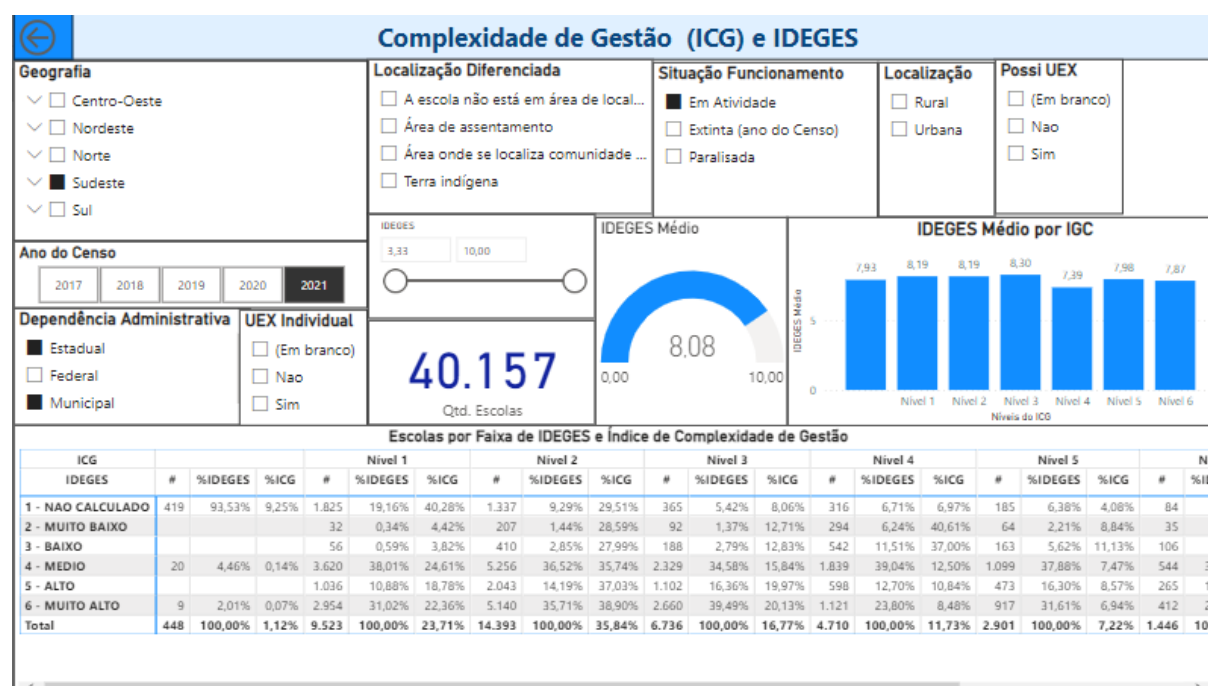 Complexidade de Gestão (ICG) e IDEGES
Geografia
Centro-Oeste
Nordeste
Norte
Sudeste
Sul
Localização Diferenciada
A escola não está em área de local...
Área de assentamento
Área onde se localiza comunidade ...
Terra indígena
Situação Funcionamento
Em Atividade
Extinta (ano do Censo)
Paralisada
Localização
Rural
Urbana
Possi UEX
(Em branco)
Nao
Sim
Ano do Censo
2017 2018 2019 2020 2021
Dependência Administrativa
Estadual
Federal
Municipal
UEX Individual
(Em branco)
Nao
Sim
IDEGES
3,33 10,00
40.157
Qtd. Escolas
IDEGES Médio
8,08
0,00 10,00
IDEGES Médio por IGC
7,93 8,19 8,19 8,30 7,39 7,98 7,87
IDEGES Médio
5
0
Nível 1 Nível 2 Nível 3 Nível 4 Nível 5 Nível 6
Níveis do ICG
Escolas por Faixa de IDEGES e Índice de Complexidade de Gestão
ICG Nível 1 Nível 2 Nível 3 Nível 4 Nível 5 N
IDEGES # %IDEGES %ICG # %IDEGES %ICG # %IDEGES %ICG # %IDEGES %ICG # %IDEGES %ICG # %IDEGES %ICG # %ID
1 - NAO CALCULADO 419 93,53% 9,25% 1.825 19,16% 40,28% 1.337 9,29% 29,51% 365 5,42% 8,06% 316 6,71% 6,97% 185 6,38% 4,08% 84
2 - MUITO BAIXO 32 0,34% 4,42% 207 1,44% 28,59% 92 1,37% 12,71% 294 6,24% 40,61% 64 2,21% 8,84% 35
3 - BAIXO 56 0,59% 3,82% 410 2,85% 27,99% 188 2,79% 12,83% 542 11,51% 37,00% 163 5,62% 11,13% 106
4 - MEDIO 20 4,46% 0,14% 3.620 38,01% 24,61% 5.256 36,52% 35,74% 2.329 34,58% 15,84% 1.839 39,04% 12,50% 1.099 37,88% 7,47% 544 3
5 - ALTO 1.036 10,88% 18,78% 2.043 14,19% 37,03% 1.102 16,36% 19,97% 598 12,70% 10,84% 473 16,30% 8,57% 265 1
6 - MUITO ALTO 9 2,01% 0,07% 2.954 31,02% 22,36% 5.140 35,71% 38,90% 2.660 39,49% 20,13% 1.121 23,80% 8,48% 917 31,61% 6,94% 412 2
Total 448 100,00% 1,12% 9.523 100,00% 23,71% 14.393 100,00% 35,84% 6.736 100,00% 16,77% 4.710 100,00% 11,73% 2.901 100,00% 7,22% 1.446 10